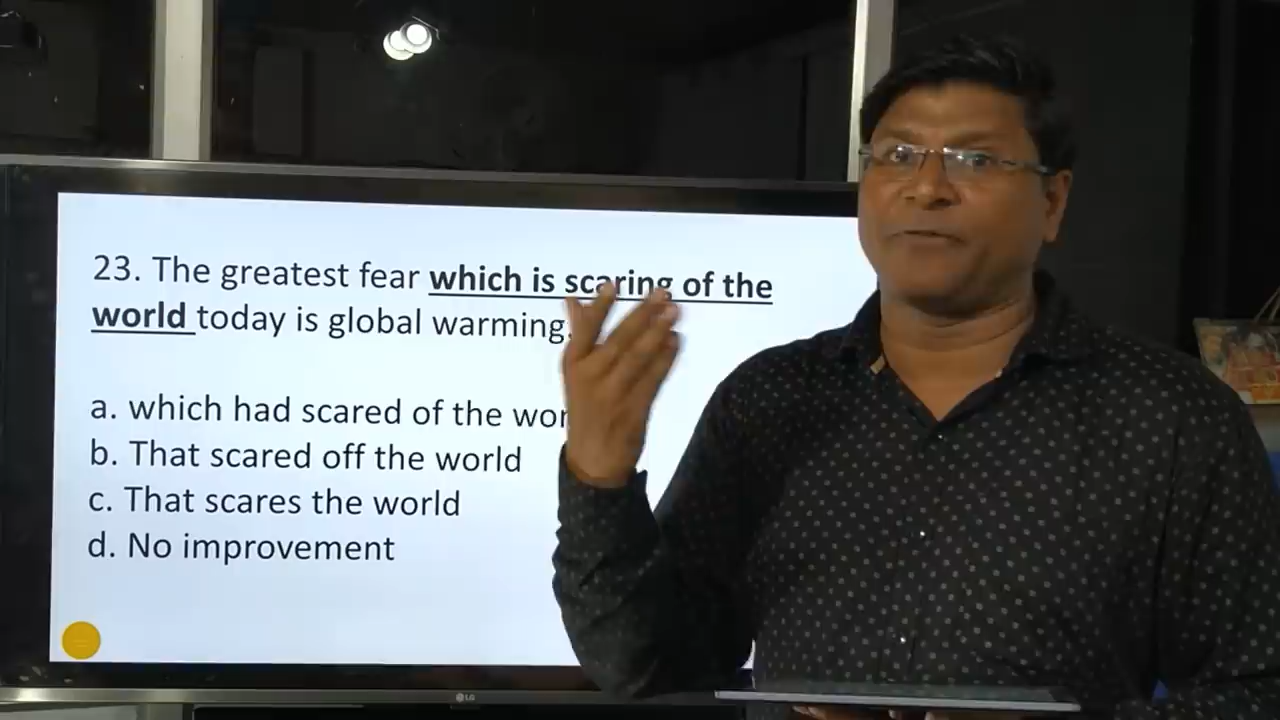 23. The greatest fear which is scaring of the
world today is global warming.
a. which had scared of the
b. That scared off the world
c. That scares the world
d. No improvement
LG